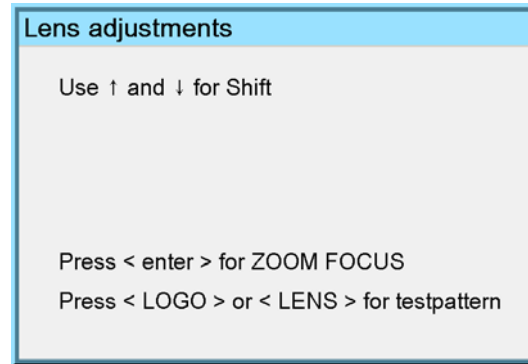 Lens adjustments
Use ↑ and ↓ for Shift
Press < enter > for ZOOM FOCUS
Press < LOGO > or < LENS > for testpattern